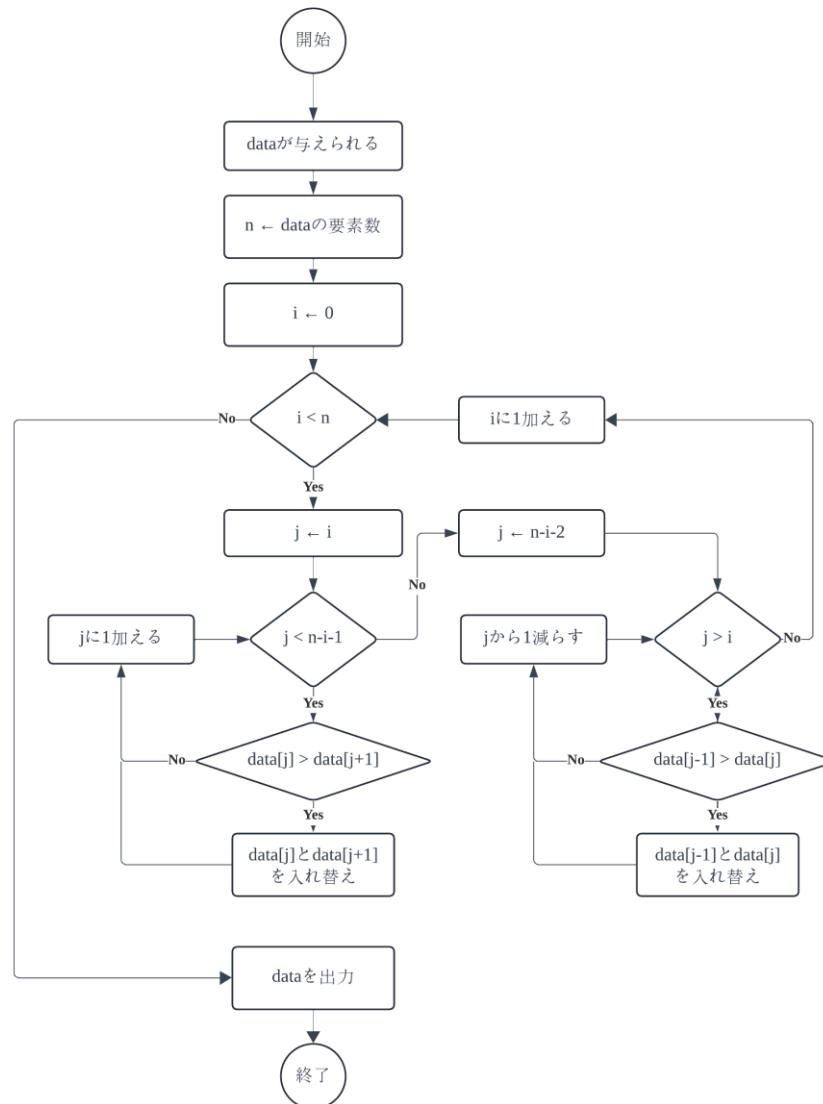 開始
dataが与えられる
n ← dataの要素数
i ← 0
i < n
No
iに1加える
Yes
j ← i
j ← n-i-2
No
jに1加える
j < n-i-1
jから1減らす
j > i
No
Yes
Yes
data[j] > data[j+1]
No
data[j-1] > data[j]
No
Yes
Yes
data[j]とdata[j+1]
を入れ替え
data[j-1]とdata[j]
を入れ替え
dataを出力
終了